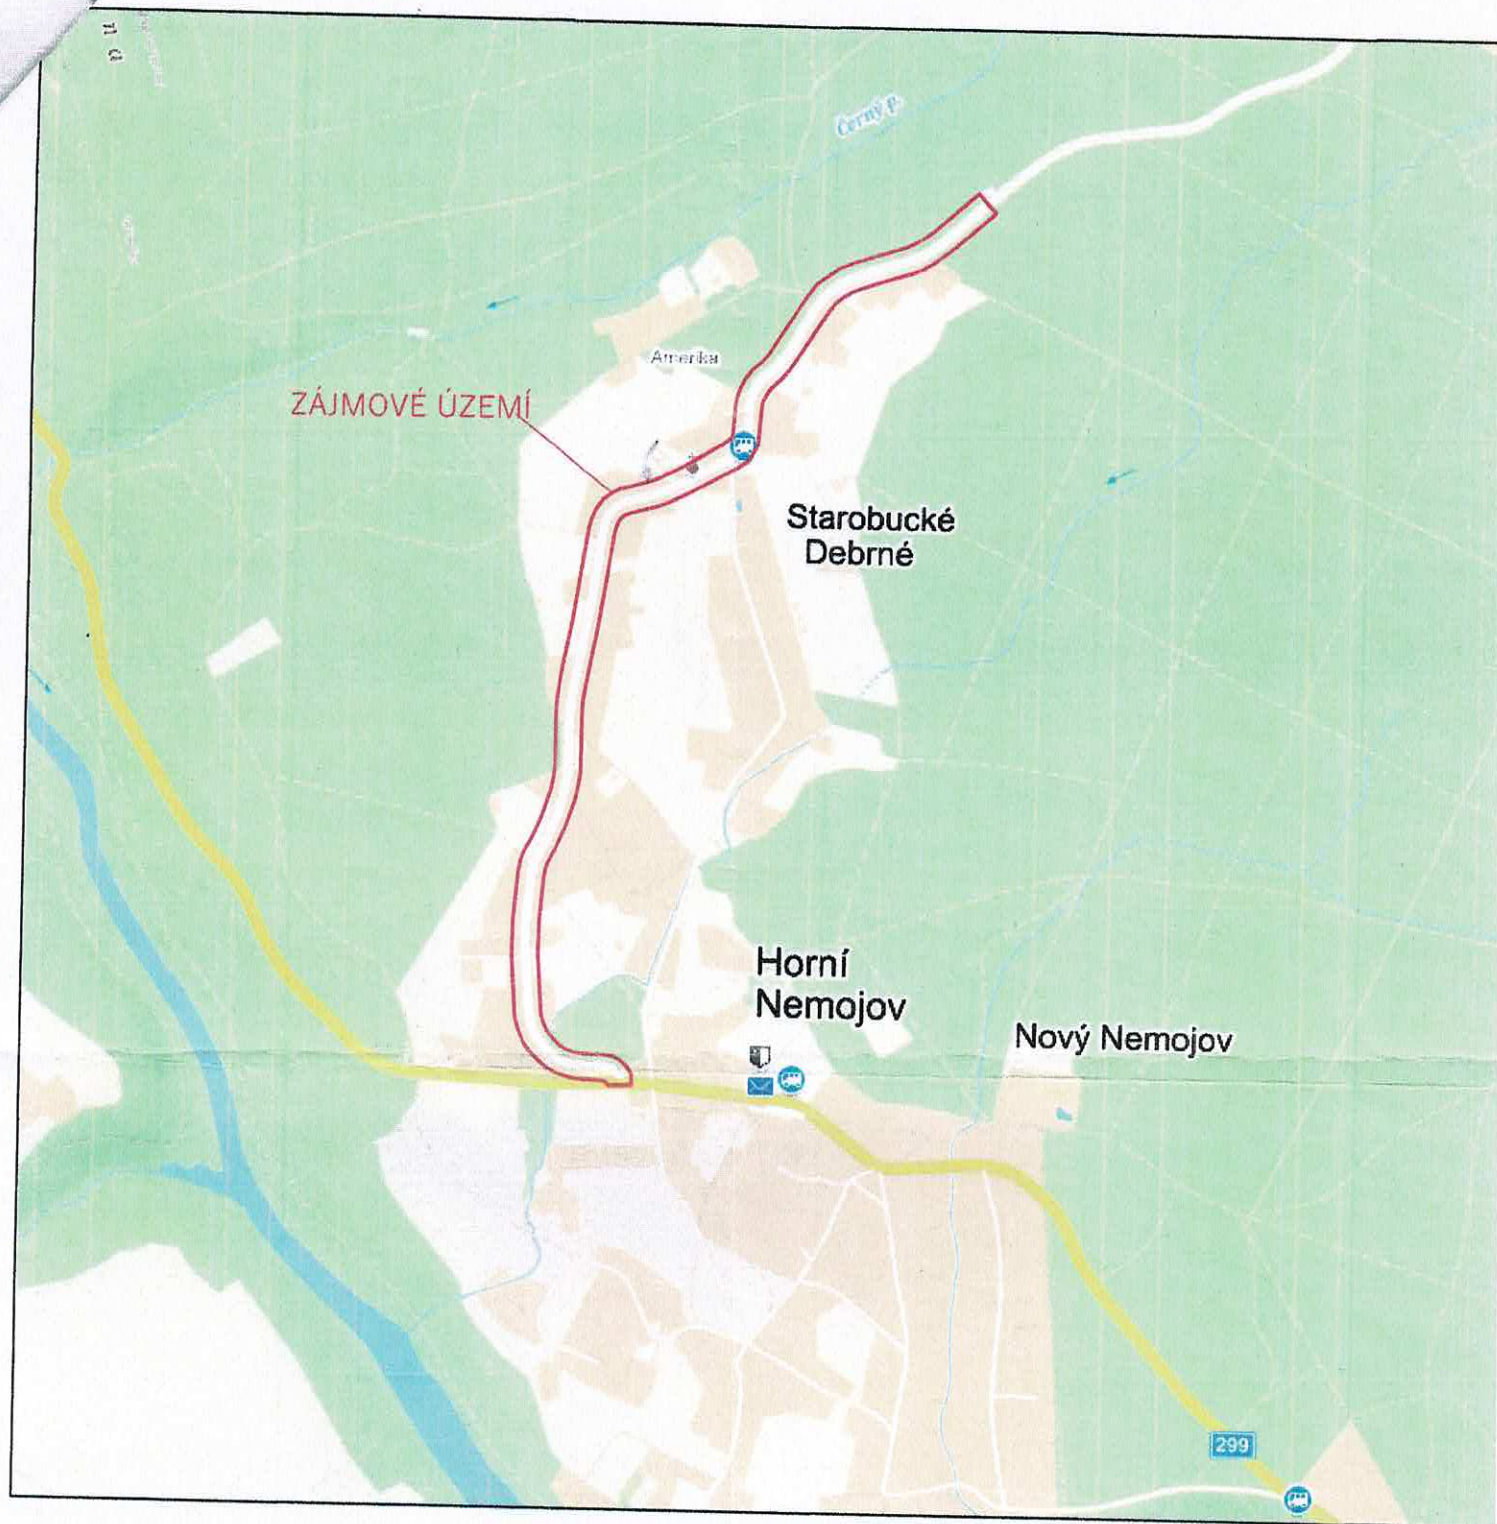 Černý p.
Amerika
ZÁJMOVÉ ÚZEMÍ
Starobucké
Debrné
Horní
Nemojov
Nový Nemojov
299